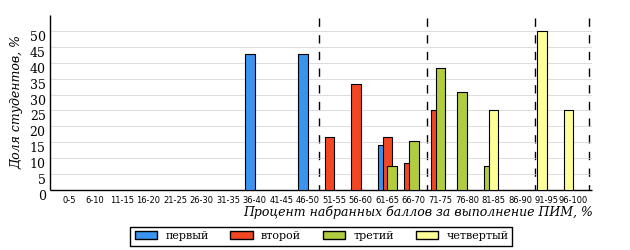 Доля студентов, %
50
45
40
35
30
25
20
15
10
5
0
0-5 6-10 11-15 16-20 21-25 26-30 31-35 36-40 41-45 46-50 51-55 56-60 61-65 66-70 71-75 76-80 81-85 86-90 91-95 96-100
Процент набранных баллов за выполнение ПИМ, %
первый второй третий четвертый